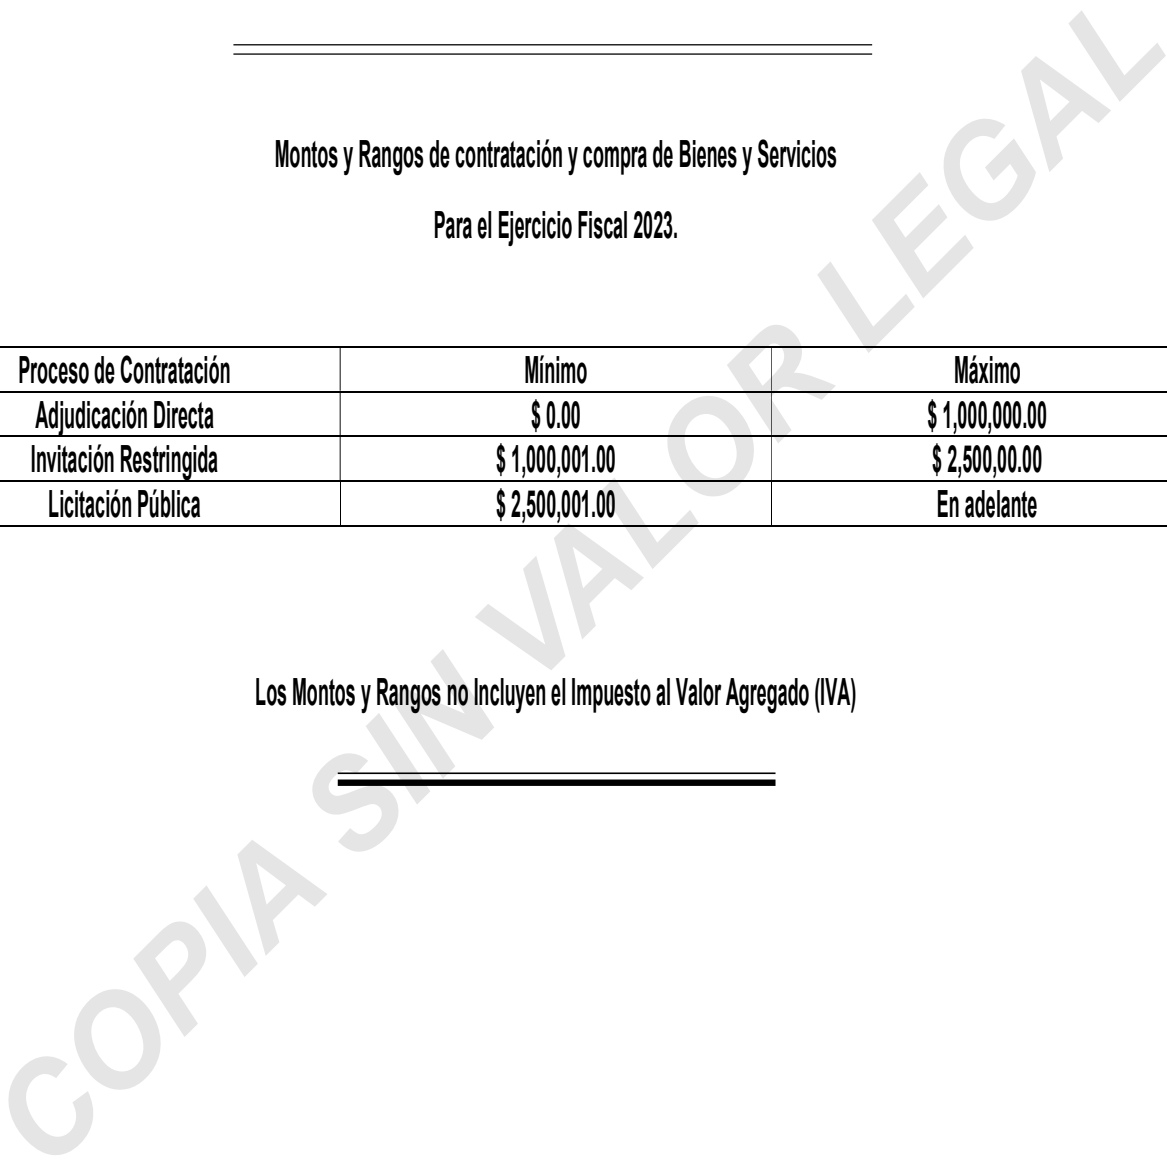 Montos y Rangos de contratación y compra de Bienes y Servicios
Para el Ejercicio Fiscal 2023.
Proceso de Contratación Mínimo Máximo
Adjudicación Directa $ 0.00 $ 1,000,000.00
Invitación Restringida $ 1,000,001.00 $ 2,500,00.00
Licitación Pública $ 2,500,001.00 En adelante
Los Montos y Rangos no Incluyen el Impuesto al Valor Agregado (IVA)
COPIA SIN VALOR LEGAL